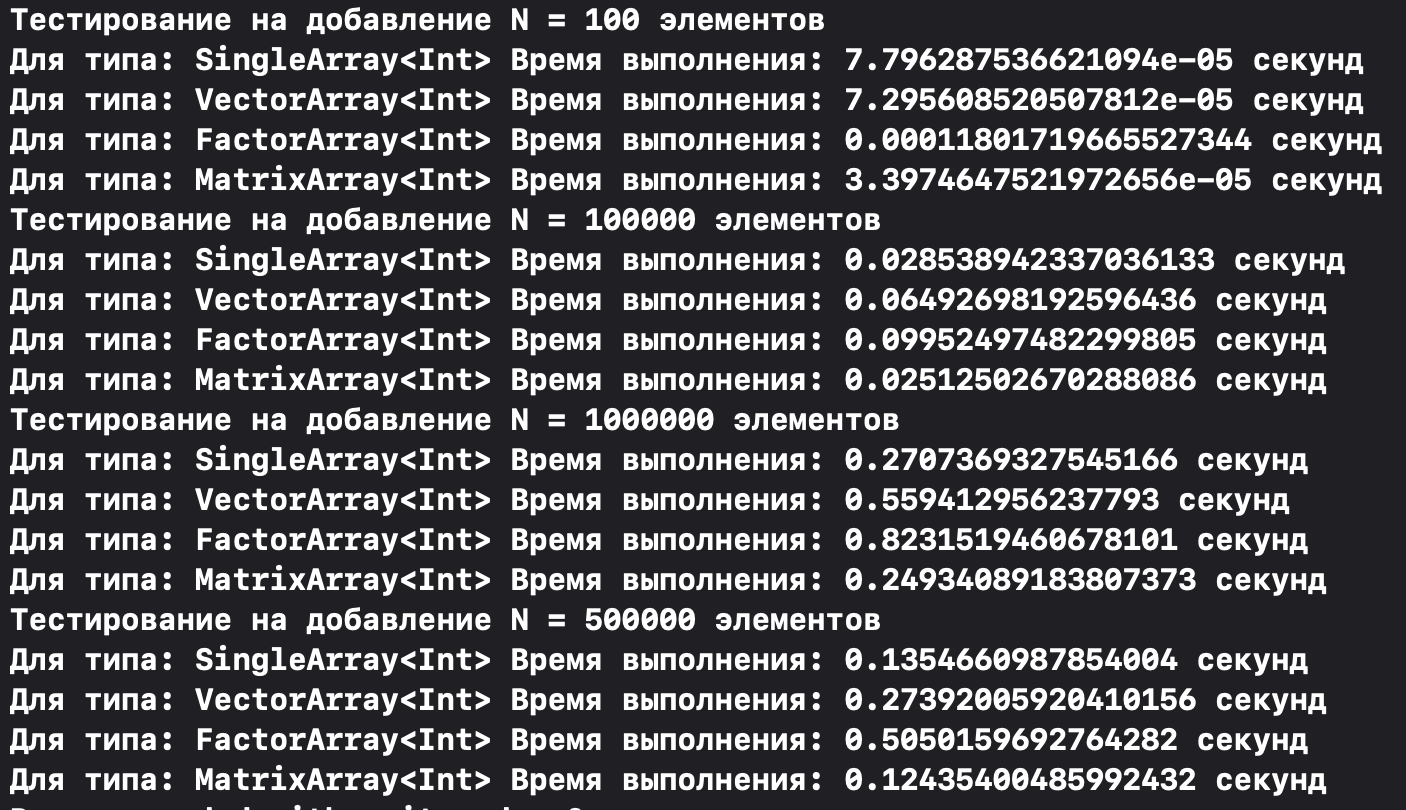 Тестирование на добавление N = 100 элементов
Для типа: SingleArray<Int> Время выполнения: 7.796287536621094e-05 секунд
Для типа: VectorArray<Int> Время выполнения: 7.295608520507812e-05 секунд
Для типа: FactorArray<Int> Время выполнения: 0.00011801719665527344 секунд
Для типа: MatrixArray<Int> Время выполнения: 3.3974647521972656e-05 секунд
Тестирование на добавление N = 100000 элементов
Для типа: SingleArray<Int> Время выполнения: 0.028538942337036133 секунд
Для типа: VectorArray<Int> Время выполнения: 0.06492698192596436 секунд
Для типа: FactorArray<Int> Время выполнения: 0.09952497482299805 секунд
Для типа: MatrixArray<Int> Время выполнения: 0.02512502670288086 секунд
Тестирование на добавление N = 1000000 элементов
Для типа: SingleArray<Int> Время выполнения: 0.2707369327545166 секунд
Для типа: VectorArray<Int> Время выполнения: 0.559412956237793 секунд
Для типа: FactorArray<Int> Время выполнения: 0.8231519460678101 секунд
Для типа: MatrixArray<Int> Время выполнения: 0.24934089183807373 секунд
Тестирование на добавление N = 500000 элементов
Для типа: SingleArray<Int> Время выполнения: 0.1354660987854004 секунд
Для типа: VectorArray<Int> Время выполнения: 0.27392005920410156 секунд
Для типа: FactorArray<Int> Время выполнения: 0.5050159692764282 секунд
Для типа: MatrixArray<Int> Время выполнения: 0.12435400485992432 секунд